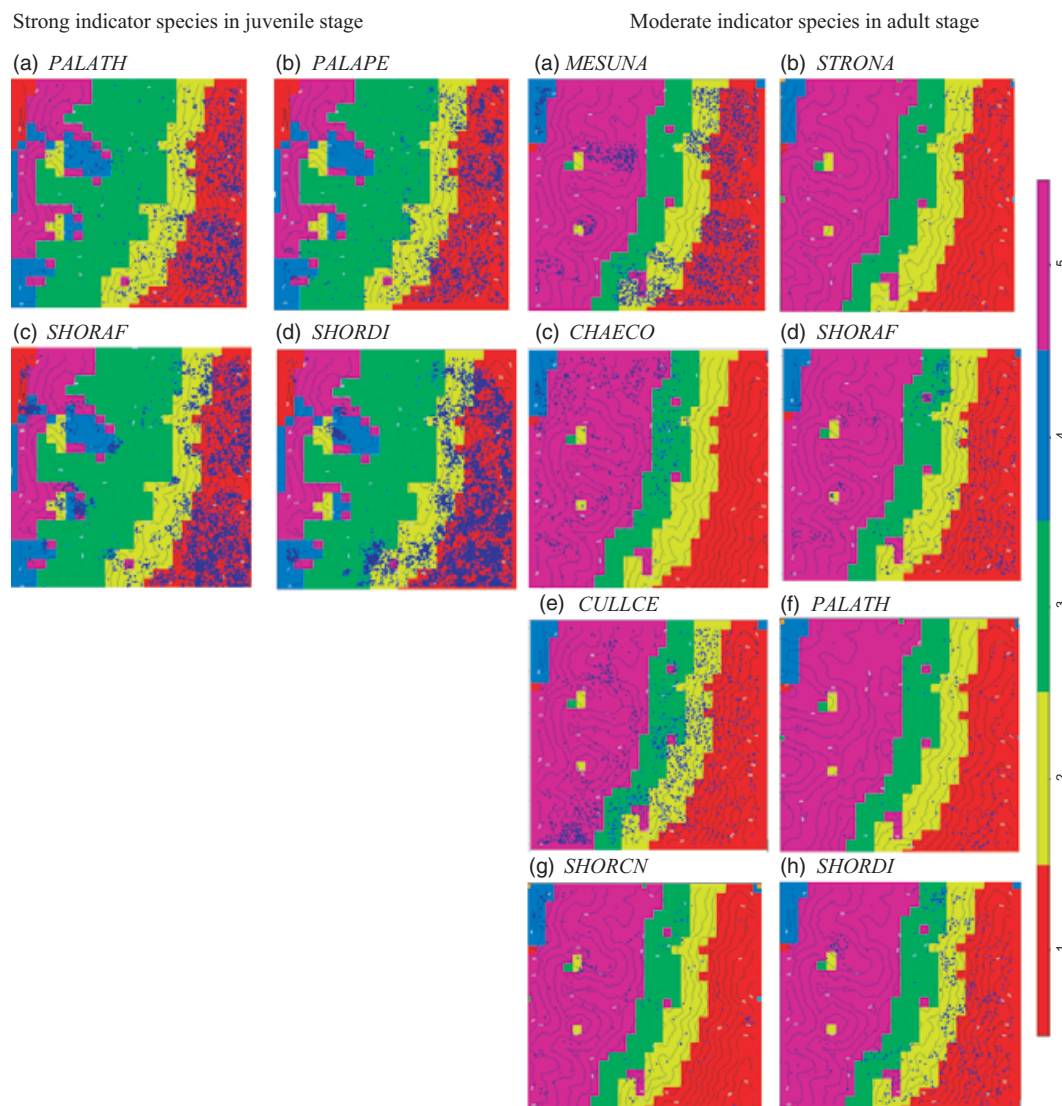 Strong indicator species in juvenile stage
Moderate indicator species in adult stage
(a) PALATH
(b) PALAPE
(a) MESUNA
(b) STRONA
(c) SHORAF
(d) SHORDI
(c) CHAECO
(d) SHORAF
(e) CULLCE
(f) PALATH
(g) SHORCN
(h) SHORDI
5
4
3
2
1